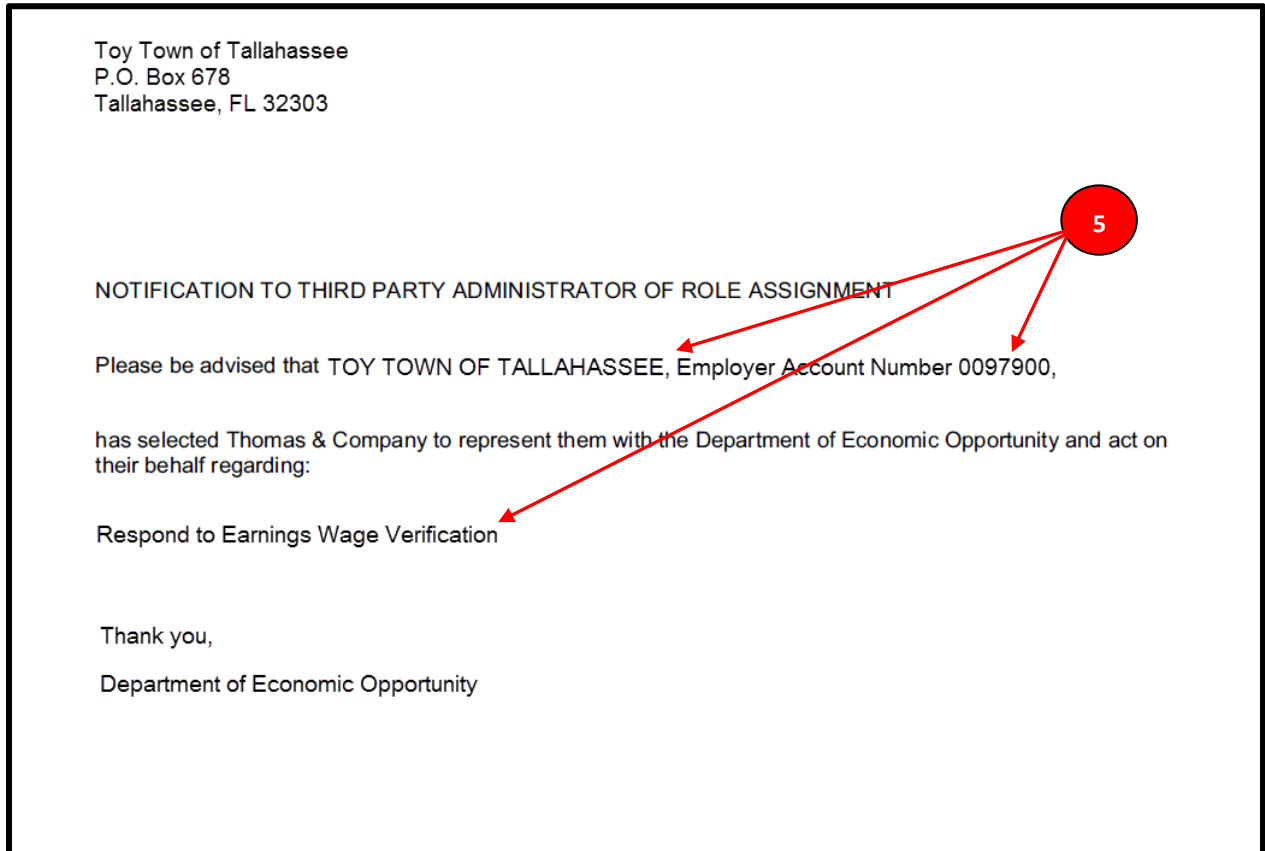 Toy Town of Tallahassee
P.O. Box 678
Tallahassee, FL 32303
5
NOTIFICATION TO THIRD PARTY ADMINISTRATOR OF ROLE ASSIGNMENT
Please be advised that TOY TOWN OF TALLAHASSEE, Employer Account Number 0097900,
has selected Thomas & Company to represent them with the Department of Economic Opportunity and act on
their behalf regarding:
Respond to Earnings Wage Verification
Thank you,
Department of Economic Opportunity